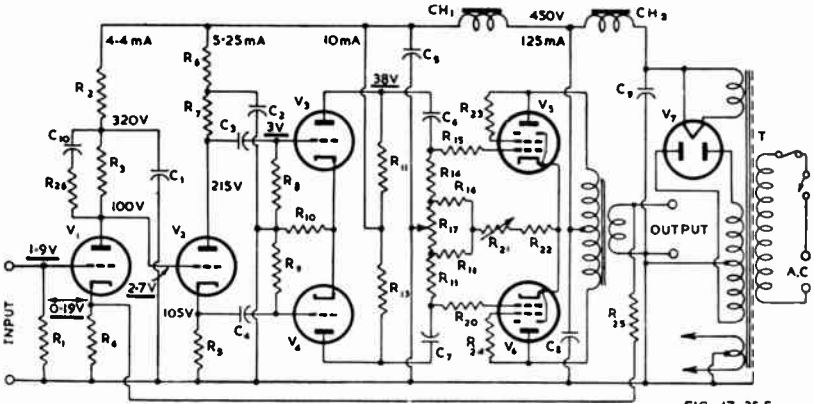 CH₁
450V
CH₂
4·4mA
5·25mA
10mA
125mA
R₂
R₆
C₅
C₉
R₇
C₂
V₃
38V
R₂₃
V₅
V₇
T
C₁₀
320V
C₃
3V
C₆
R₁₅
R₃
C₁
R₁₁
R₁₄
R₂₆
R₈
R₁₆
215V
100V
R₁₀
R₁₇
V₁
V₂
R₂₁
R₂₂
OUTPUT
1·9V
R₉
R₁₈
A.C
2·7V
R₁₃
0·19V
105V
C₄
R₂₀
R₂₅
INPUT
R₁
R₄
R₅
V₄
C₇
R₂₄
V₆
C₈